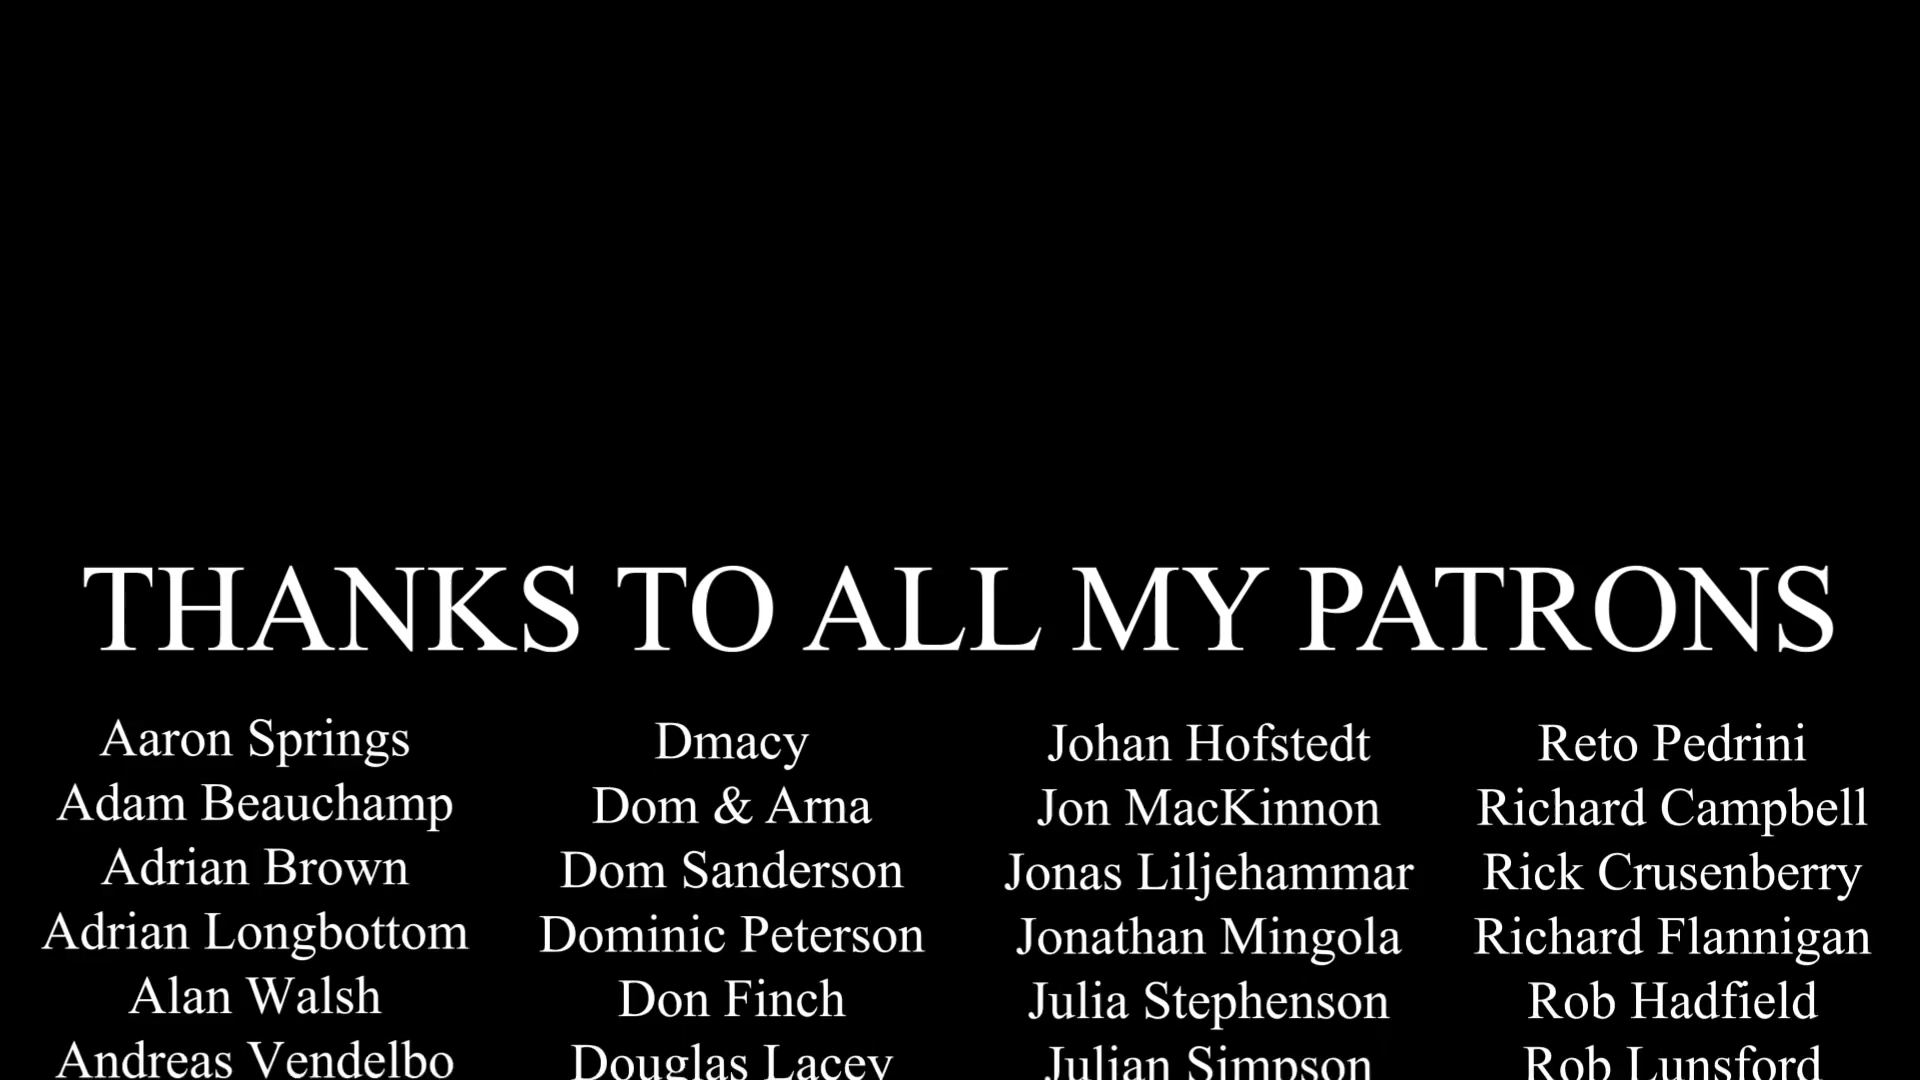 THANKS TO ALL MY PATRONS
Aaron Springs
Adam Beauchamp
Adrian Brown
Adrian Longbottom
Alan Walsh
Andreas Vendelbo
Dmacy
Dom & Arna
Dom Sanderson
Dominic Peterson
Don Finch
Douglas Lacey
Johan Hofstedt
Jon MacKinnon
Jonas Liljehammar
Jonathan Mingola
Julia Stephenson
Julian Simpson
Reto Pedrini
Richard Campbell
Rick Crusenberry
Richard Flannigan
Rob Hadfield
Rob Lunsford